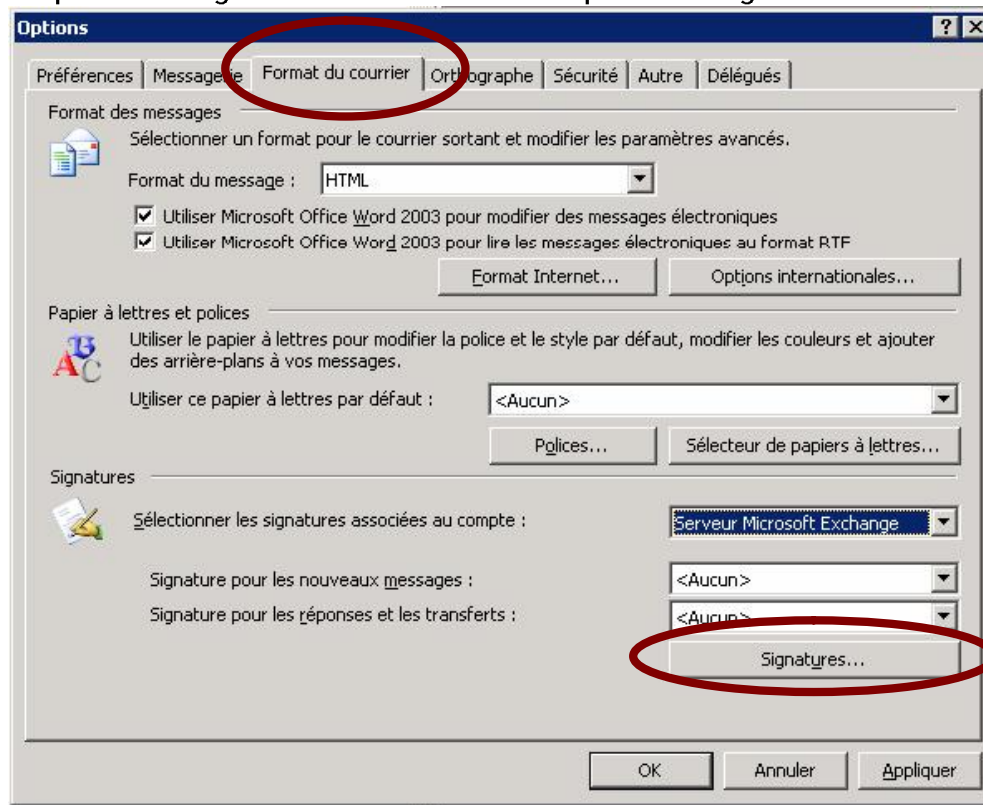 Options
Préférences Messagerie Format du courrier Orthographe Sécurité Autre Délégués
Format des messages
Sélectionner un format pour le courrier sortant et modifier les paramètres avancés.
Format du message : HTML
Utiliser Microsoft Office Word 2003 pour modifier des messages électroniques
Utiliser Microsoft Office Word 2003 pour lire les messages électroniques au format RTF
Format Internet... Options internationales...
Papier à lettres et polices
Utiliser le papier à lettres pour modifier la police et le style par défaut, modifier les couleurs et ajouter
des arrière-plans à vos messages.
Utiliser ce papier à lettres par défaut : <Aucun>
Polices... Sélecteur de papiers à lettres...
Signatures
Sélectionner les signatures associées au compte : Serveur Microsoft Exchange
Signature pour les nouveaux messages : <Aucun>
Signature pour les réponses et les transferts : <Aucun>
Signatures...
OK Annuler Appliquer